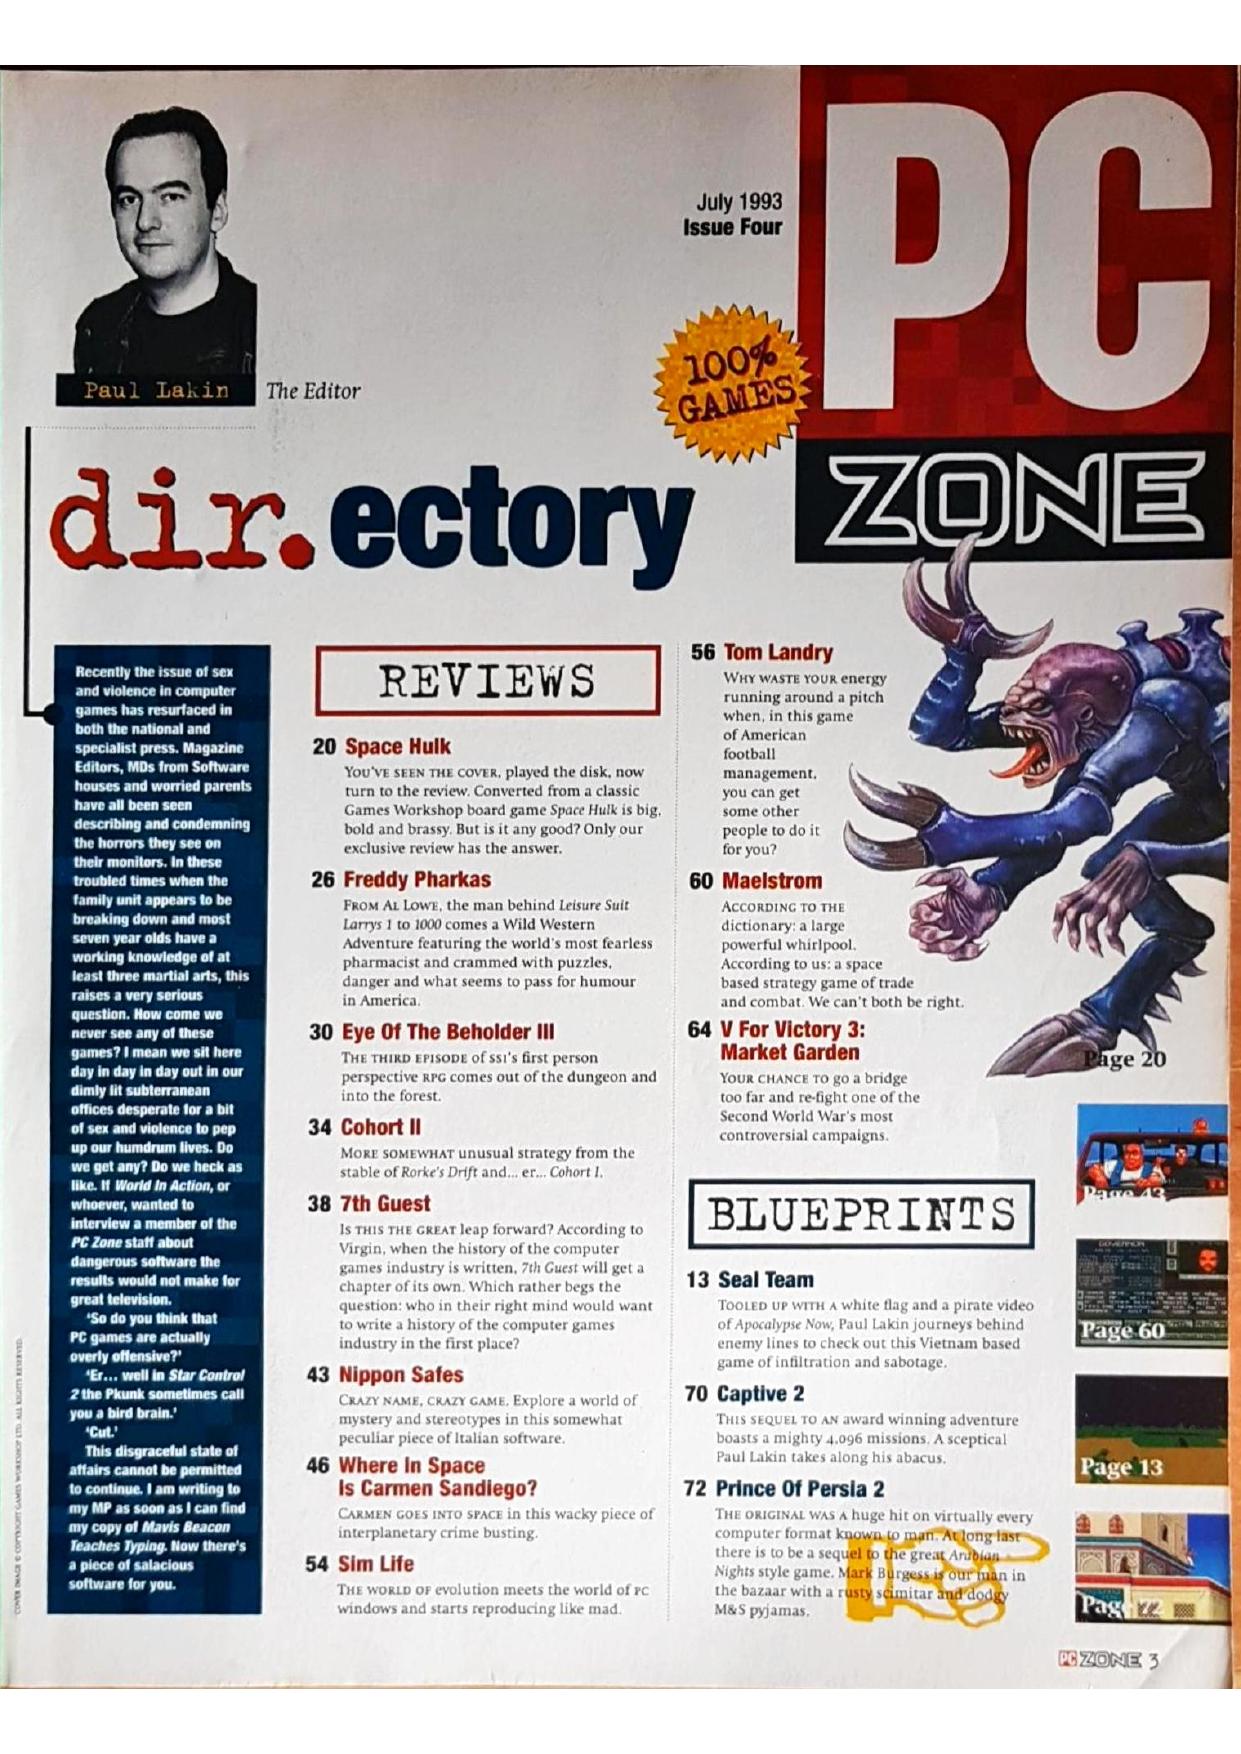 PC
ZONE
July 1993
Issue Four
100%
GAMES
Paul Lakin
The Editor
dir.ectory
Recently the issue of sex
and violence in computer
games has resurfaced in
both the national and
specialist press. Magazine
Editors, MDs from Software
houses and worried parents
have all been seen
describing and condemning
the horrors they see on
their monitors. In these
troubled times when the
family unit appears to be
breaking down and most
seven year olds have a
working knowledge of at
least three martial arts, this
raises a very serious
question. How come we
never see any of these
games? I mean we sit here
day in day in day out in our
dimly lit subterranean
offices desperate for a bit
of sex and violence to pep
up our humdrum lives. Do
we get any? Do we heck as
like. If World In Action, or
whoever, wanted to
interview a member of the
PC Zone staff about
dangerous software the
results would not make for
great television.
'So do you think that
PC games are actually
overly offensive?'
'Er... well in Star Control
2 the Pkunk sometimes call
you a bird brain.'
'Cut.'
This disgraceful state of
affairs cannot be permitted
to continue. I am writing to
my MP as soon as I can find
my copy of Mavis Beacon
Teaches Typing. Now there's
a piece of salacious
software for you.
COVER IMAGE © COPYRIGHT GAMES WORKSHOP LTD. ALL RIGHTS RESERVED.
REVIEWS
20 Space Hulk
YOU'VE SEEN THE COVER, played the disk, now
turn to the review. Converted from a classic
Games Workshop board game Space Hulk is big,
bold and brassy. But is it any good? Only our
exclusive review has the answer.
26 Freddy Pharkas
FROM AL LOWE, the man behind Leisure Suit
Larrys 1 to 1000 comes a Wild Western
Adventure featuring the world's most fearless
pharmacist and crammed with puzzles,
danger and what seems to pass for humour
in America.
30 Eye Of The Beholder III
THE THIRD EPISODE of SSI's first person
perspective RPG comes out of the dungeon and
into the forest.
34 Cohort II
MORE SOMEWHAT unusual strategy from the
stable of Rorke's Drift and... er... Cohort I.
38 7th Guest
IS THIS THE GREAT leap forward? According to
Virgin, when the history of the computer
games industry is written, 7th Guest will get a
chapter of its own. Which rather begs the
question: who in their right mind would want
to write a history of the computer games
industry in the first place?
43 Nippon Safes
CRAZY NAME, CRAZY GAME. Explore a world of
mystery and stereotypes in this somewhat
peculiar piece of Italian software.
46 Where In Space
Is Carmen Sandiego?
CARMEN GOES INTO SPACE in this wacky piece of
interplanetary crime busting.
54 Sim Life
THE WORLD OF evolution meets the world of PC
windows and starts reproducing like mad.
56 Tom Landry
WHY WASTE YOUR energy
running around a pitch
when, in this game
of American
football
management,
you can get
some other
people to do it
for you?
60 Maelstrom
ACCORDING TO THE
dictionary: a large
powerful whirlpool.
According to us: a space
based strategy game of trade
and combat. We can't both be right.
64 V For Victory 3:
Market Garden
YOUR CHANCE TO go a bridge
too far and re-fight one of the
Second World War's most
controversial campaigns.
BLUEPRINTS
13 Seal Team
TOOLED UP WITH A white flag and a pirate video
of Apocalypse Now, Paul Lakin journeys behind
enemy lines to check out this Vietnam based
game of infiltration and sabotage.
70 Captive 2
THIS SEQUEL TO AN award winning adventure
boasts a mighty 4,096 missions. A sceptical
Paul Lakin takes along his abacus.
72 Prince Of Persia 2
THE ORIGINAL WAS A huge hit on virtually every
computer format known to man. At long last
there is to be a sequel to the great Arabian
Nights style game. Mark Burgess is our man in
the bazaar with a rusty scimitar and dodgy
M&S pyjamas.
Page 20
Page 43
GOVERNOR
Page 60
Page 13
Page 72
PC ZONE 3